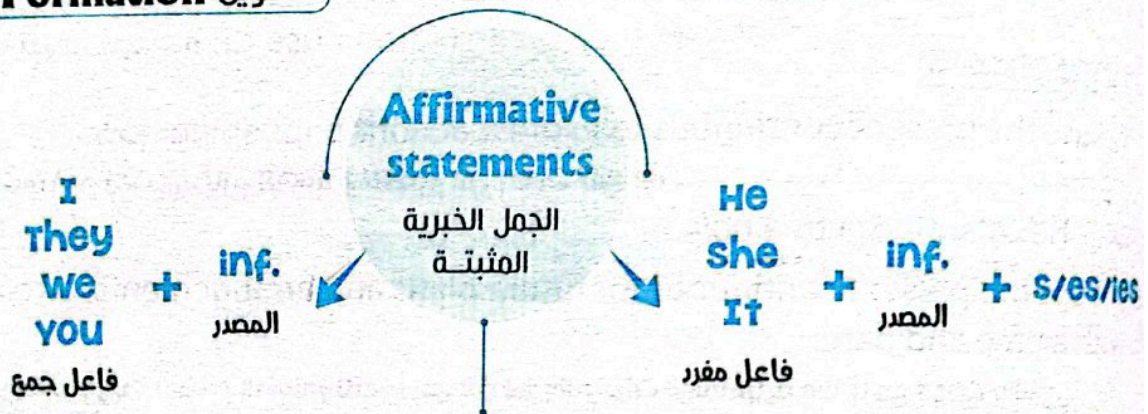 Formation
Affirmative
statements
الجمل الخبرية
المثبتــة
I
They
we
you
فاعل جمع
+
inf.
المصدر
He
she
It
فاعل مفرد
+
inf.
المصدر
+ s/es/ies